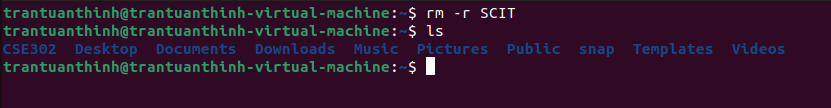 trantuanthinh@trantuanthinh-virtual-machine:~$ rm -r SCIT
trantuanthinh@trantuanthinh-virtual-machine:~$ ls
CSE302  Desktop  Documents  Downloads  Music  Pictures  Public  snap  Templates  Videos
trantuanthinh@trantuanthinh-virtual-machine:~$